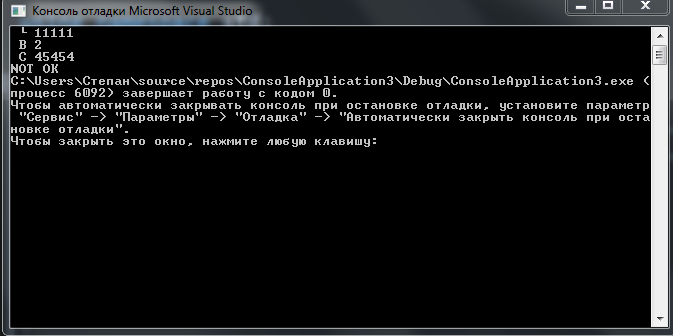 Консоль отладки Microsoft Visual Studio
└ 11111
B 2
C 45454
NOT OK
C:\Users\Степан\source\repos\ConsoleApplication3\Debug\ConsoleApplication3.exe (
процесс 6092) завершает работу с кодом 0.
Чтобы автоматически закрывать консоль при остановке отладки, установите параметр
"Сервис" -> "Параметры" -> "Отладка" -> "Автоматически закрыть консоль при оста
новке отладки".
Чтобы закрыть это окно, нажмите любую клавишу: